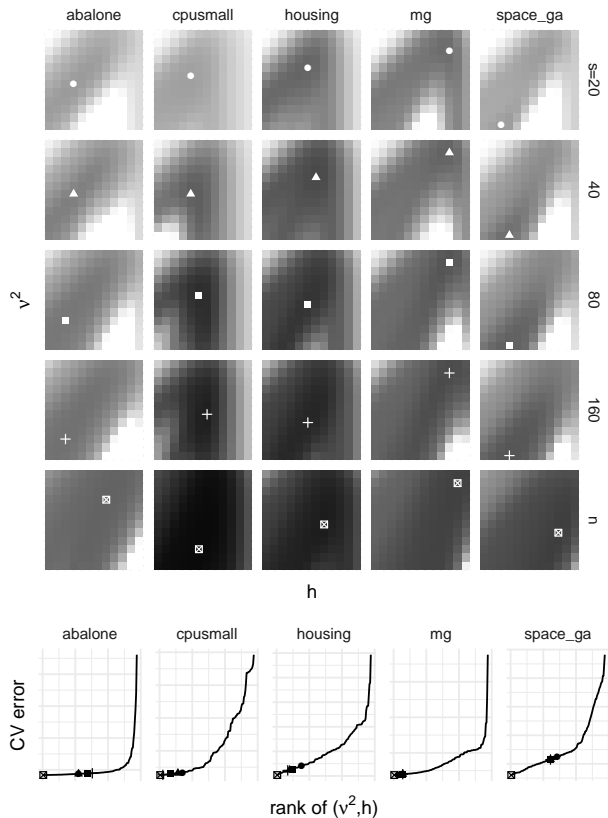 abalone cpusmall housing mg space_ga
s=20
40
ν²
80
160
n
h
abalone cpusmall housing mg space_ga
CV error
rank of (ν²,h)